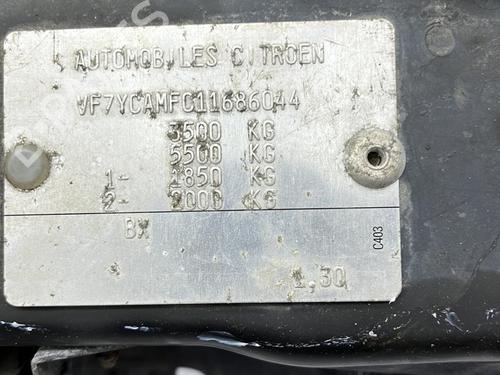 AUTOMOBILES CITROEN
VF7YCAMFC11686044
3500 KG
5500 KG
1- 1850 KG
2- 2000 KG
BX
C403
1,30